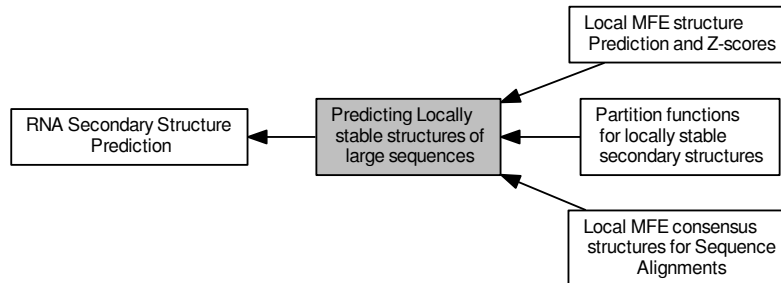 RNA Secondary Structure
Prediction
Predicting Locally
stable structures of
large sequences
Local MFE structure
Prediction and Z-scores
Partition functions
for locally stable
secondary structures
Local MFE consensus
structures for Sequence
Alignments